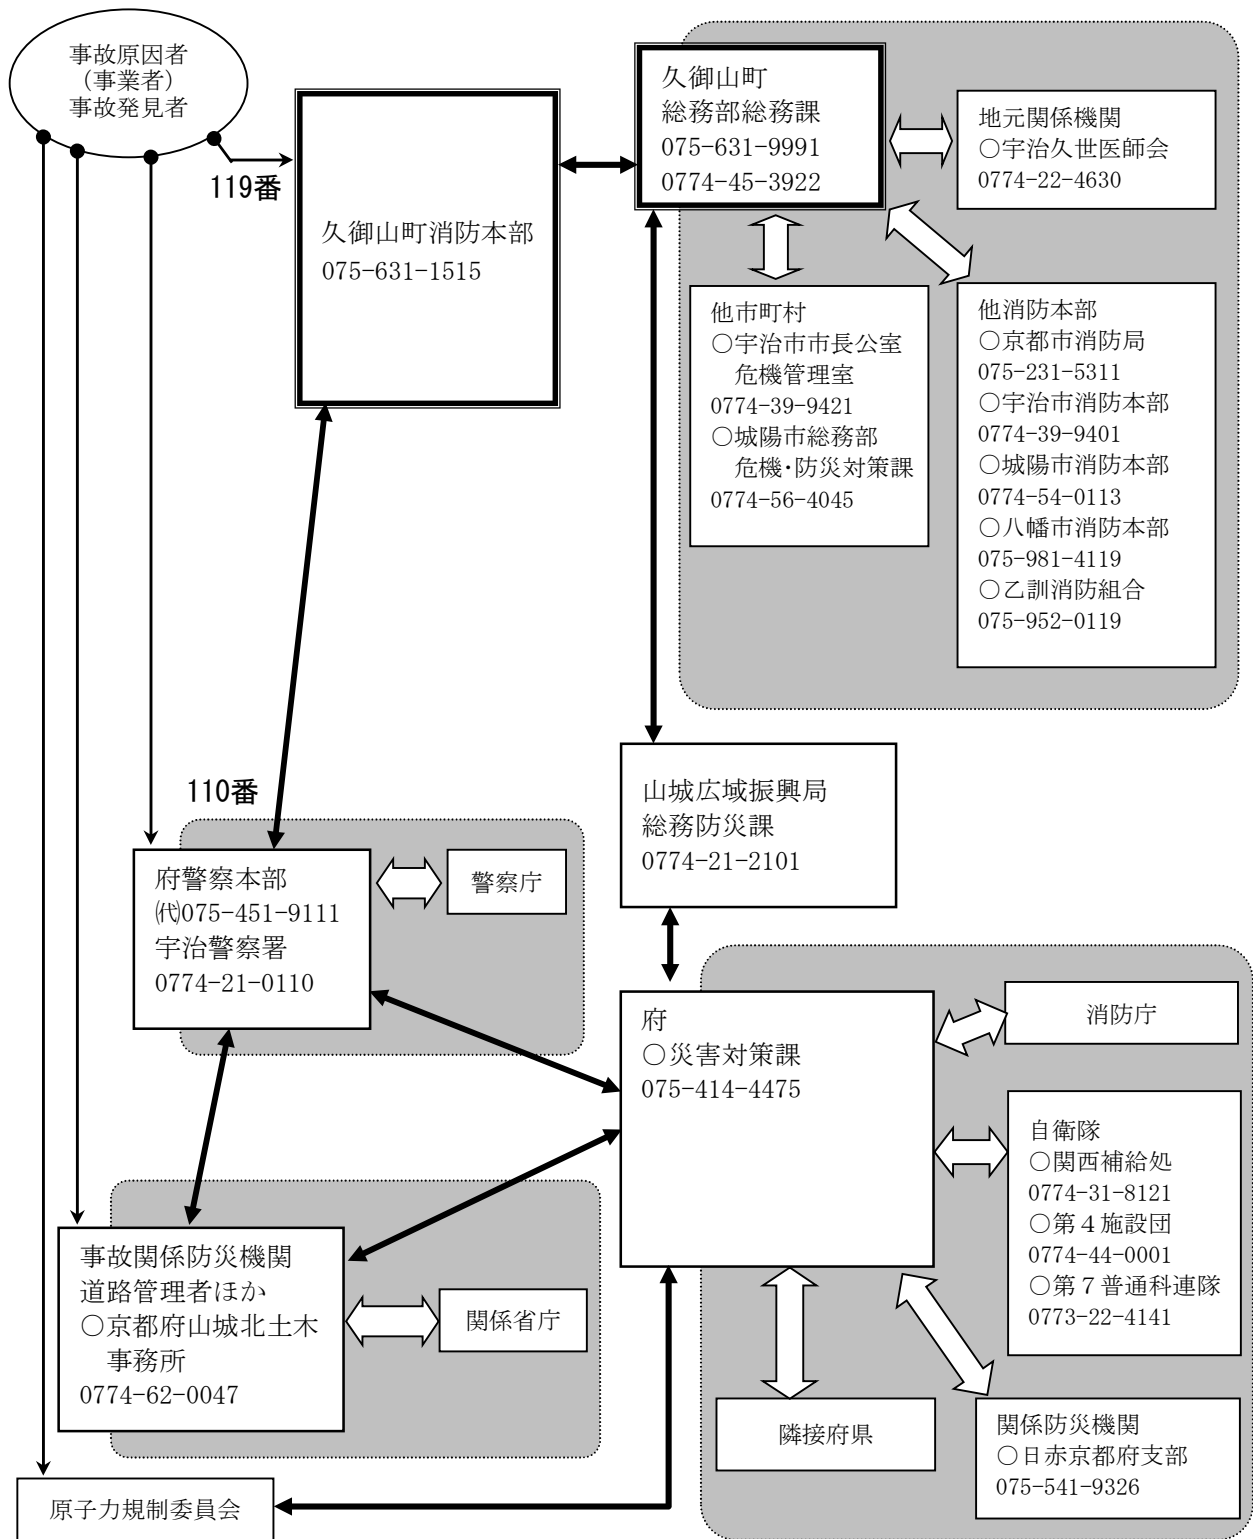 事故原因者
(事業者)
事故発見者
119番
久御山町消防本部
075-631-1515
久御山町
総務部総務課
075-631-9991
0774-45-3922
地元関係機関
○宇治久世医師会
0774-22-4630
他市町村
○宇治市市長公室
危機管理室
0774-39-9421
○城陽市総務部
危機・防災対策課
0774-56-4045
他消防本部
○京都市消防局
075-231-5311
○宇治市消防本部
0774-39-9401
○城陽市消防本部
0774-54-0113
○八幡市消防本部
075-981-4119
○乙訓消防組合
075-952-0119
110番
府警察本部
㈹075-451-9111
宇治警察署
0774-21-0110
警察庁
山城広域振興局
総務防災課
0774-21-2101
府
○災害対策課
075-414-4475
消防庁
自衛隊
○関西補給処
0774-31-8121
○第４施設団
0774-44-0001
○第７普通科連隊
0773-22-4141
事故関係防災機関
道路管理者ほか
○京都府山城北土木
事務所
0774-62-0047
関係省庁
隣接府県
関係防災機関
○日赤京都府支部
075-541-9326
原子力規制委員会